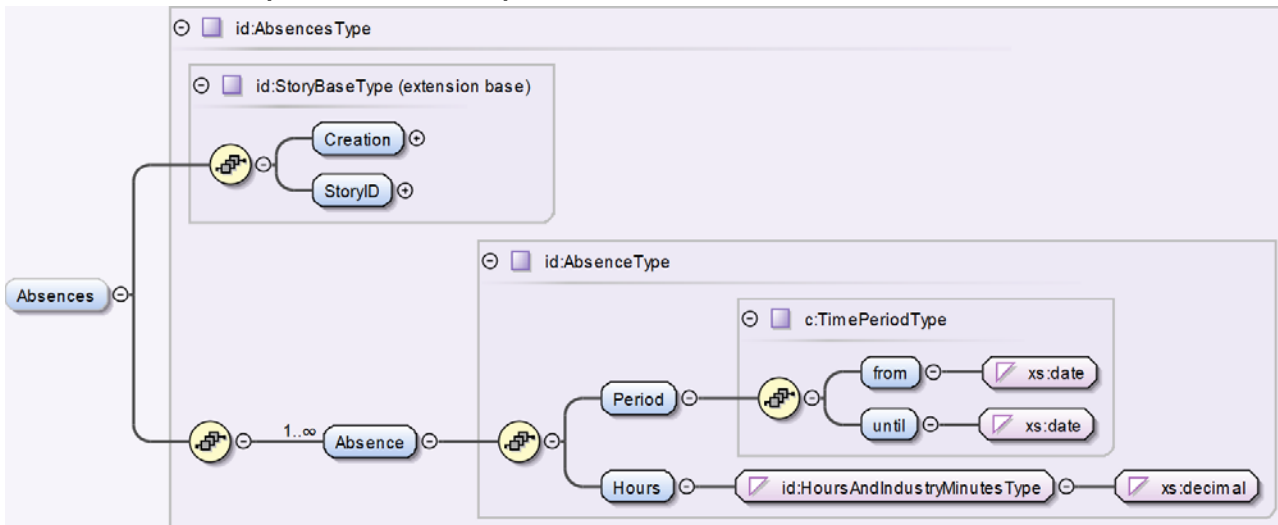 id:AbsencesType
id:StoryBaseType (extension base)
Creation
StoryID
id:AbsenceType
Absences
c:TimePeriodType
from xs:date
Period
until xs:date
1..∞ Absence
Hours id:HoursAndIndustryMinutesType xs:decimal